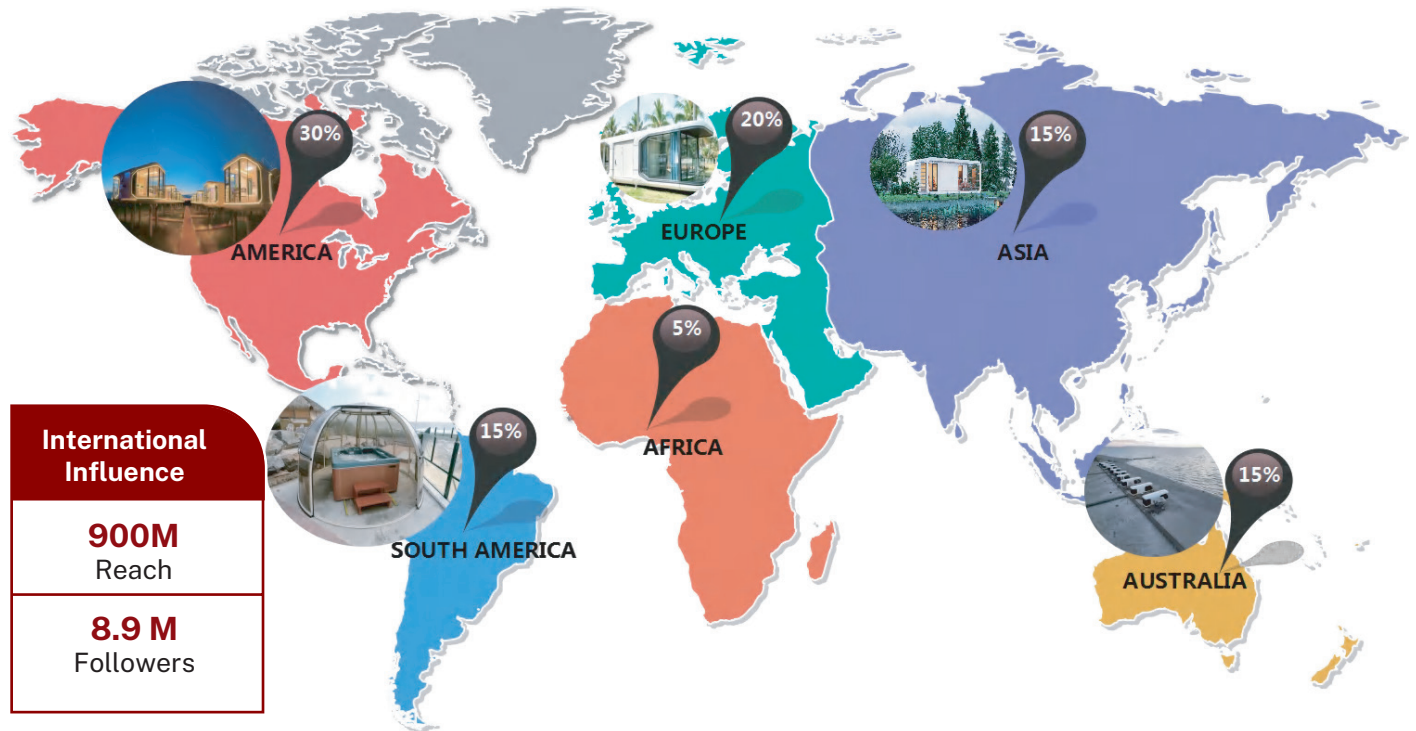 30%
AMERICA
20%
EUROPE
15%
ASIA
5%
AFRICA
15%
SOUTH AMERICA
15%
AUSTRALIA
International
Influence
900M
Reach
8.9 M
Followers